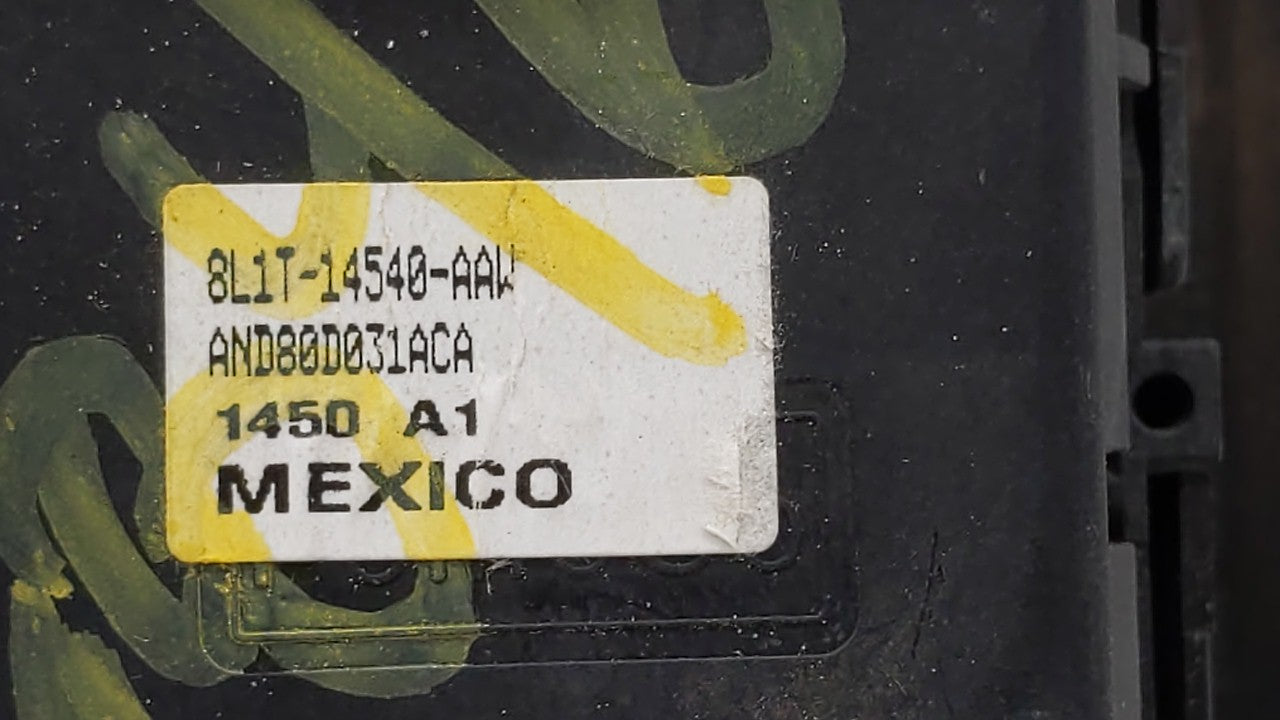 8L1T-14540-AAW
AND80D031ACA
1450 A1
MEXICO